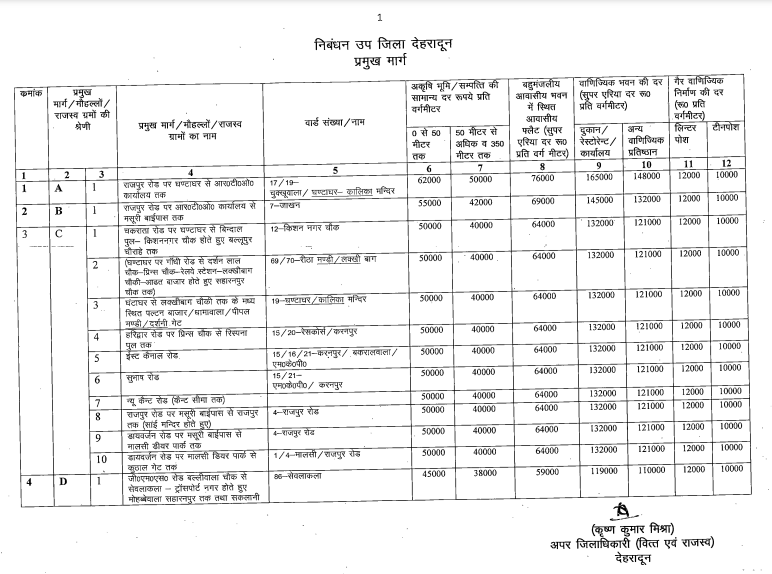 1
निबंधन उप जिला देहरादून
प्रमुख मार्ग
कमांक
प्रमुख
मार्ग/मौहल्लों/
राजस्व ग्रमों की
श्रेणी
प्रमुख मार्ग/मौहल्लों/राजस्व
ग्रामों का नाम
वार्ड संख्या/नाम
अकृषि भूमि/सम्पत्ति की
सामान्य दर रूपये प्रति
वर्गमीटर
बहुमंजलीय
आवासीय भवन
में स्थित
आवासीय
फ्लैट (सुपर
एरिया दर रू0
प्रति वर्ग मीटर)
वाणिज्यिक भवन की दर
(सुपर एरिया दर रू0
प्रति वर्गमीटर)
गैर वाणिज्यिक
निर्माण की दर
(रू0 प्रति
वर्गमीटर)
0 से 50
मीटर
तक
50 मीटर से
अधिक व 350
मीटर तक
दुकान/
रेस्टोरेन्ट/
कार्यालय
अन्य
वाणिज्यिक
प्रतिष्ठान
लिन्टर
पोश
टीनपोश
1 2 3 4 5 6 7 8 9 10 11 12
1 A 1 राजपुर रोड पर घण्टाघर से आर0टी0ओ0 17/19– 62000 50000 76000 165000 148000 12000 10000
कार्यालय तक चुक्खूवाला/ घण्टाघर– कालिका मन्दिर
2 B 1 राजपुर रोड पर आर0टी0ओ0 कार्यालय से 7–जाखन 55000 42000 69000 145000 132000 12000 10000
मसूरी बाईपास तक
3 C 1 चकराता रोड पर घण्टाघर से बिन्दाल 12–किशन नगर चौक 50000 40000 64000 132000 121000 12000 10000
पुल– किशननगर चौक होते हुए बल्लूपुर
चौराहे तक
2 (घण्टाघर पर गाँधी रोड से दर्शन लाल 69/70–रीठा मण्डी/लक्खी बाग 50000 40000 64000 132000 121000 12000 10000
चौक–प्रिन्स चौक–रेलवे स्टेशन–लक्खीबाग
चौकी–आढत बाजार होते हुए सहारनपुर
चौक तक)
3 घंटाघर से लक्खीबाग चौकी तक के मध्य 19–घण्टाघर/कालिका मन्दिर 50000 40000 64000 132000 121000 12000 10000
स्थित पल्टन बाजार/धामावाला/पीपल
मण्डी/दर्शनी गेट
4 हरिद्वार रोड पर प्रिन्स चौक से रिस्पना 15/20–रेसकोर्स/करनपुर 50000 40000 64000 132000 121000 12000 10000
पुल तक
5 ईस्ट कैनाल रोड 15/16/21–करनपुर/ बकरालवाला/ 50000 40000 64000 132000 121000 12000 10000
एम0के0पी0
6 सुभाष रोड 15/21– 50000 40000 64000 132000 121000 12000 10000
एम0के0पी0/ करनपुर
7 न्यू कैन्ट रोड (कैन्ट सीमा तक) 50000 40000 64000 132000 121000 12000 10000
8 राजपुर रोड पर मसूरी बाईपास से राजपुर 4–राजपुर रोड 50000 40000 64000 132000 121000 12000 10000
तक (साई मन्दिर होते हुए)
9 डायवर्जन रोड पर मसूरी बाईपास से 4–राजपुर रोड 50000 40000 64000 132000 121000 12000 10000
मालसी डीयर पार्क तक
10 डायवर्जन रोड पर मालसी डियर पार्क से 1/4–मालसी/राजपुर रोड 50000 40000 64000 132000 121000 12000 10000
कुठाल गेट तक
4 D 1 जी0एम0एस0 रोड बल्लीवाला चौक से 86–सेवलाकला 45000 38000 59000 119000 110000 12000 10000
सेवलाकला – ट्राँसपोर्ट नगर होते हुए
मोहब्बेवाला सहारनपुर तक तथा सकलानी
(कृष्ण कुमार मिश्रा)
अपर जिलाधिकारी (वित्त एवं राजस्व)
देहरादून